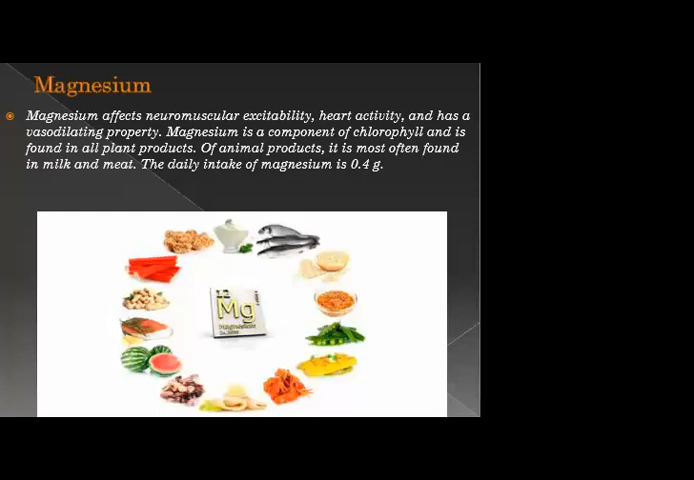 Magnesium
Magnesium affects neuromuscular excitability, heart activity, and has a
vasodilating property. Magnesium is a component of chlorophyll and is
found in all plant products. Of animal products, it is most often found
in milk and meat. The daily intake of magnesium is 0.4 g.
12
Mg
Magnesium